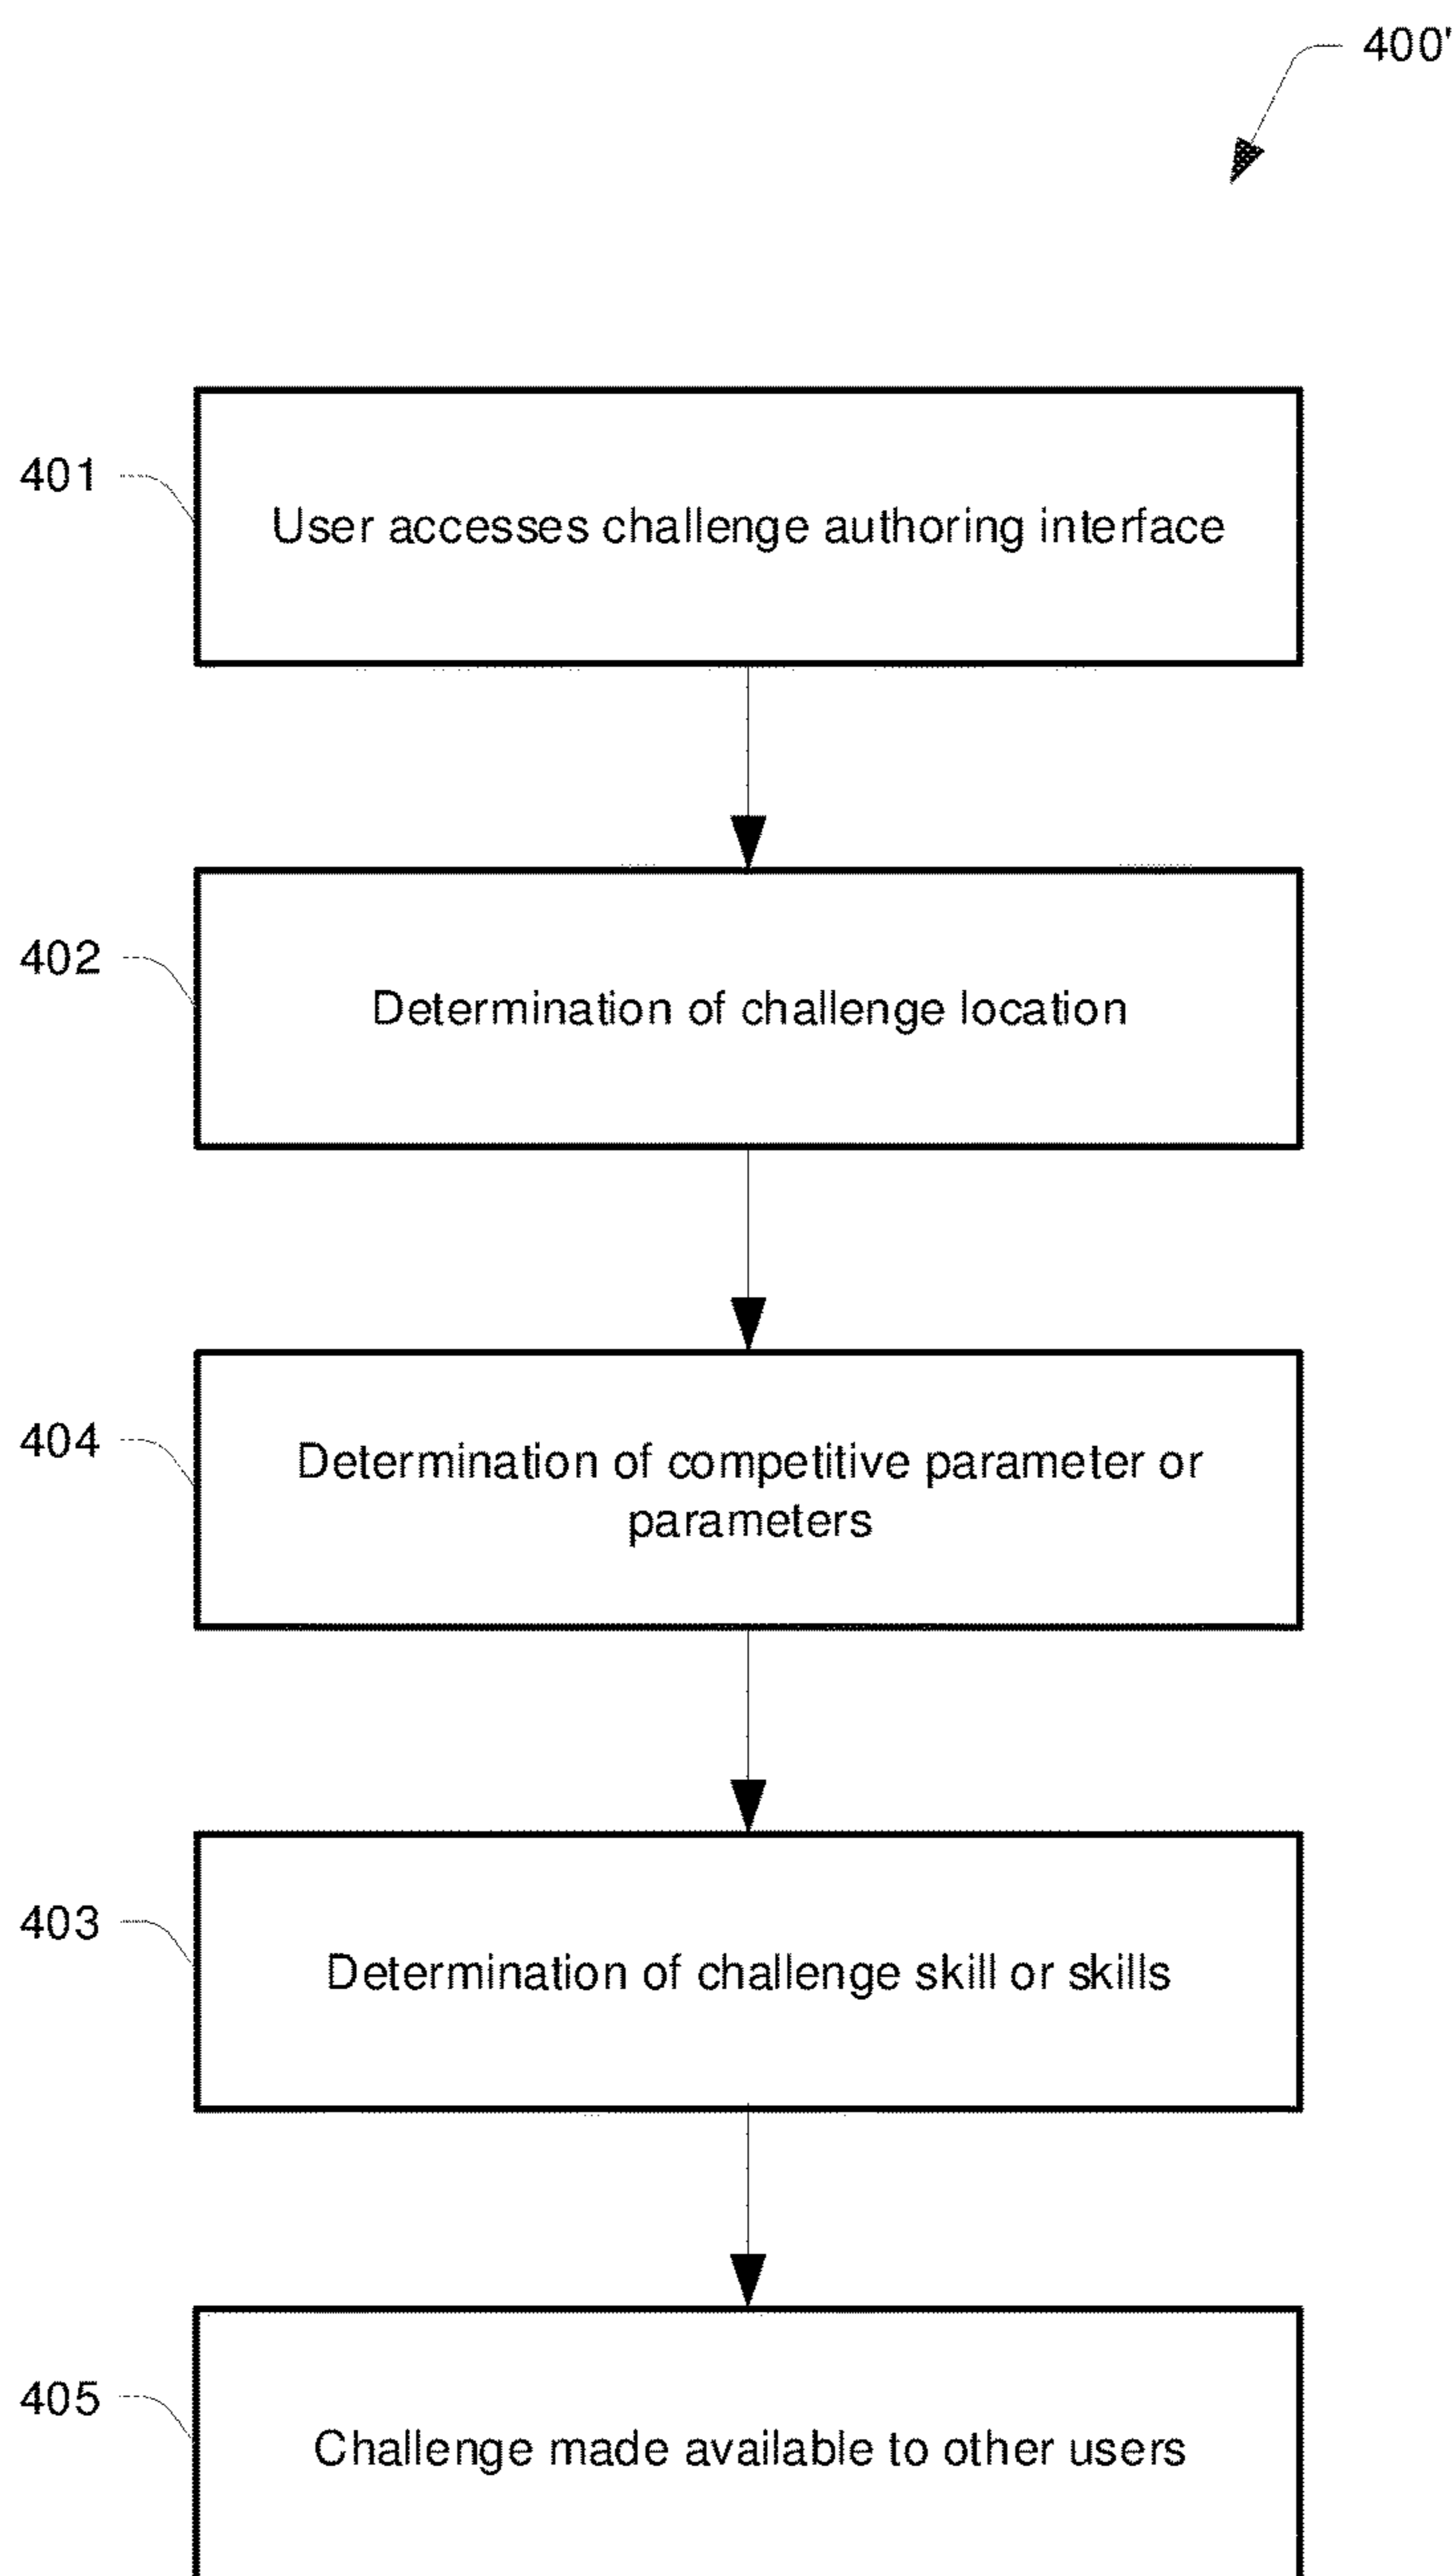 400'
401
User accesses challenge authoring interface
402
Determination of challenge location
404
Determination of competitive parameter or
parameters
403
Determination of challenge skill or skills
405
Challenge made available to other users